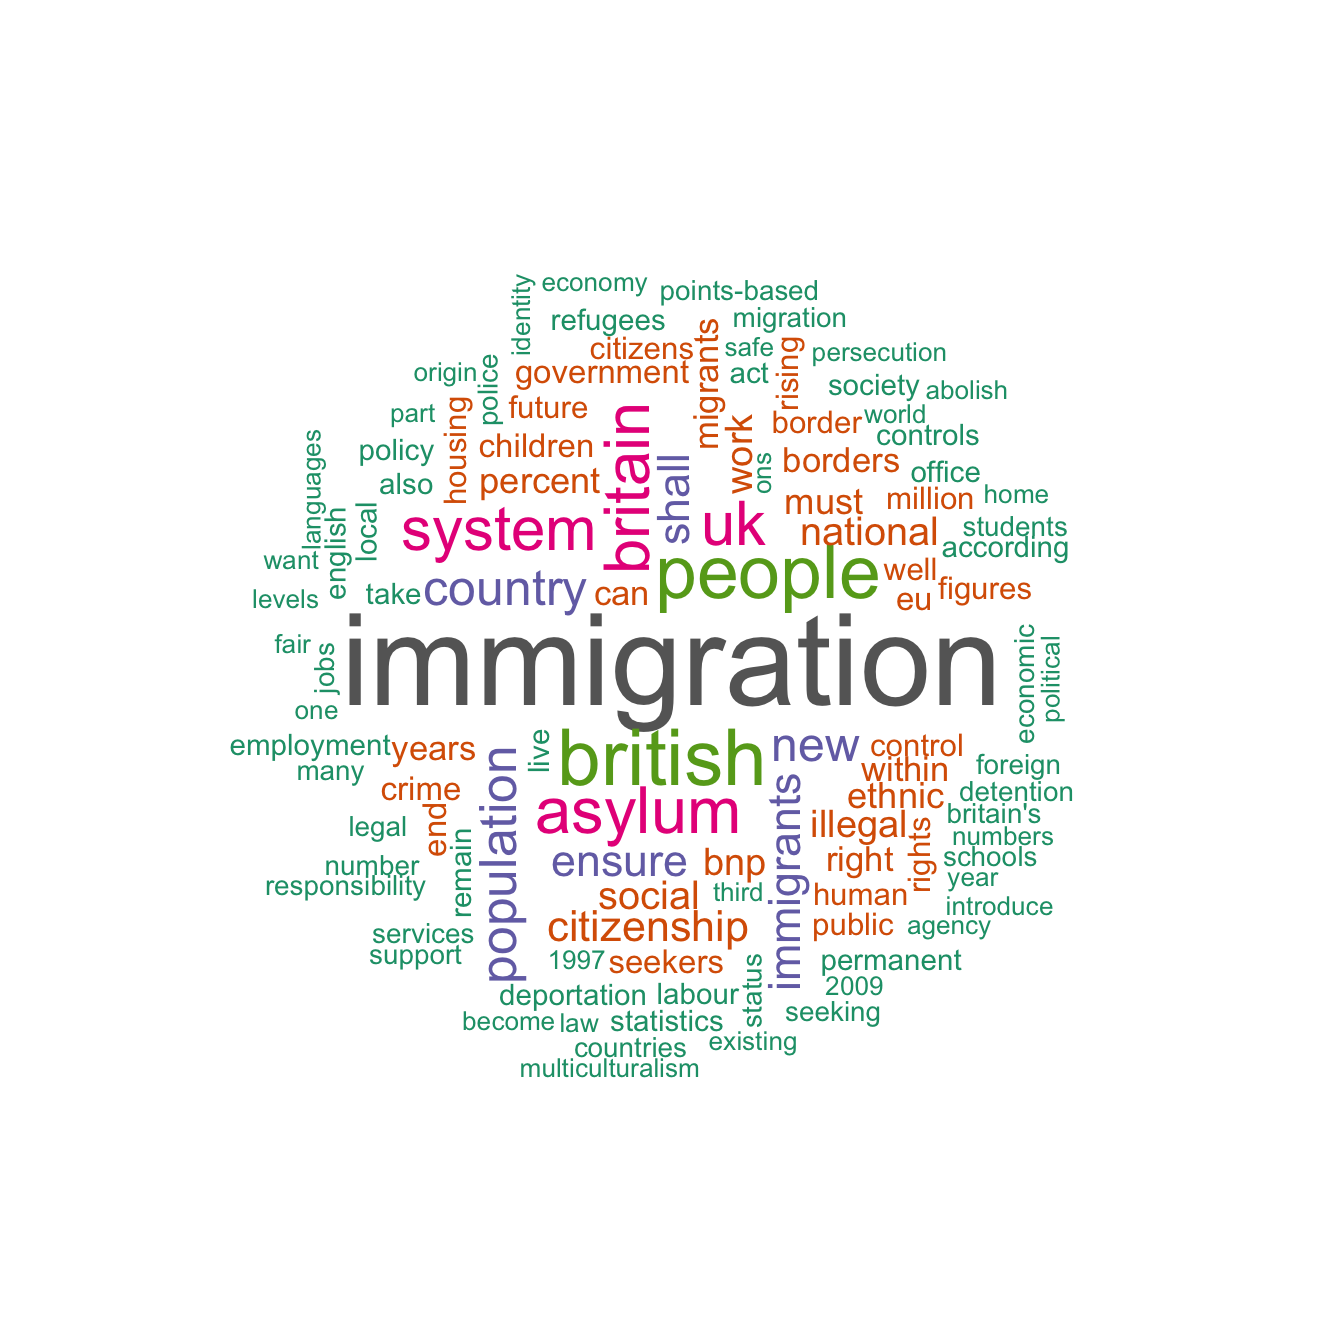 economy
identity
points-based
refugees
migration
citizens
migrants
safe
persecution
origin
police
government
act
rising
society
abolish
part
housing
future
britain
work
border
world
controls
languages
policy
children
shall
ons
borders
office
also
percent
must
million
home
english
local
system
uk
national
students
according
want
people
well
levels
take
country
can
eu
figures
immigration
fair
jobs
economic
political
one
employment
years
live
british
new
control
many
population
within
foreign
crime
asylum
immigrants
ethnic
detention
legal
end
illegal
rights
britain's
numbers
number
remain
ensure
bnp
right
schools
responsibility
social
third
human
year
citizenship
public
introduce
agency
services
support
1997
seekers
status
permanent
deportation
labour
2009
become
law
statistics
seeking
countries
existing
multiculturalism